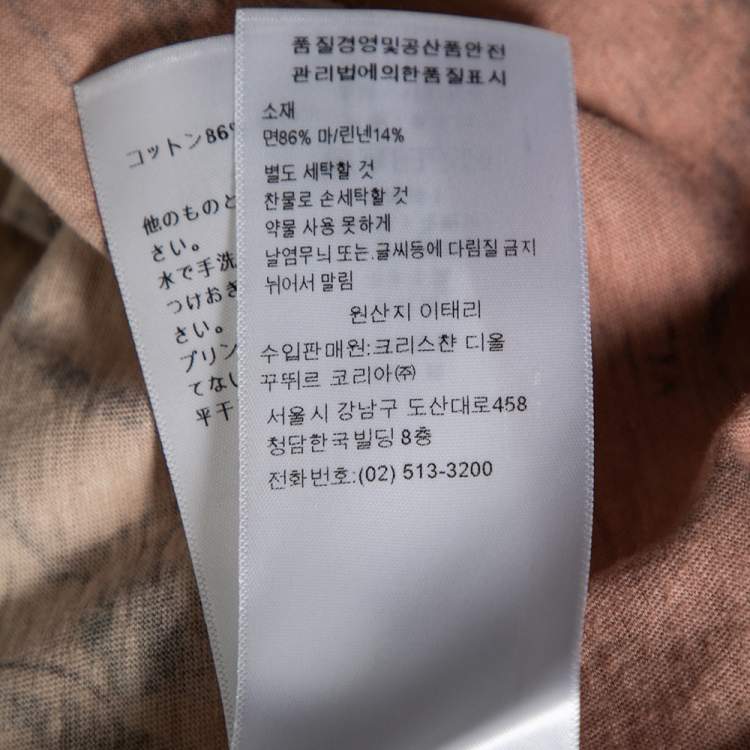 품질경영및공산품안전
관리법에의한품질표시
소재
면86% 마/린넨14%
별도 세탁할 것
찬물로 손세탁할 것
약물 사용 못하게
날염무늬 또는.글씨등에 다림질 금지
뉘어서 말림
원산지 이태리
수입판매원:크리스챤 디올
꾸뛰르 코리아㈜
서울시 강남구 도산대로458
청담한국빌딩 8층
전화번호:(02) 513-3200
コットン86%
他のものと
さい。
水で手洗
つけおき
さい。
プリン
てない
平干